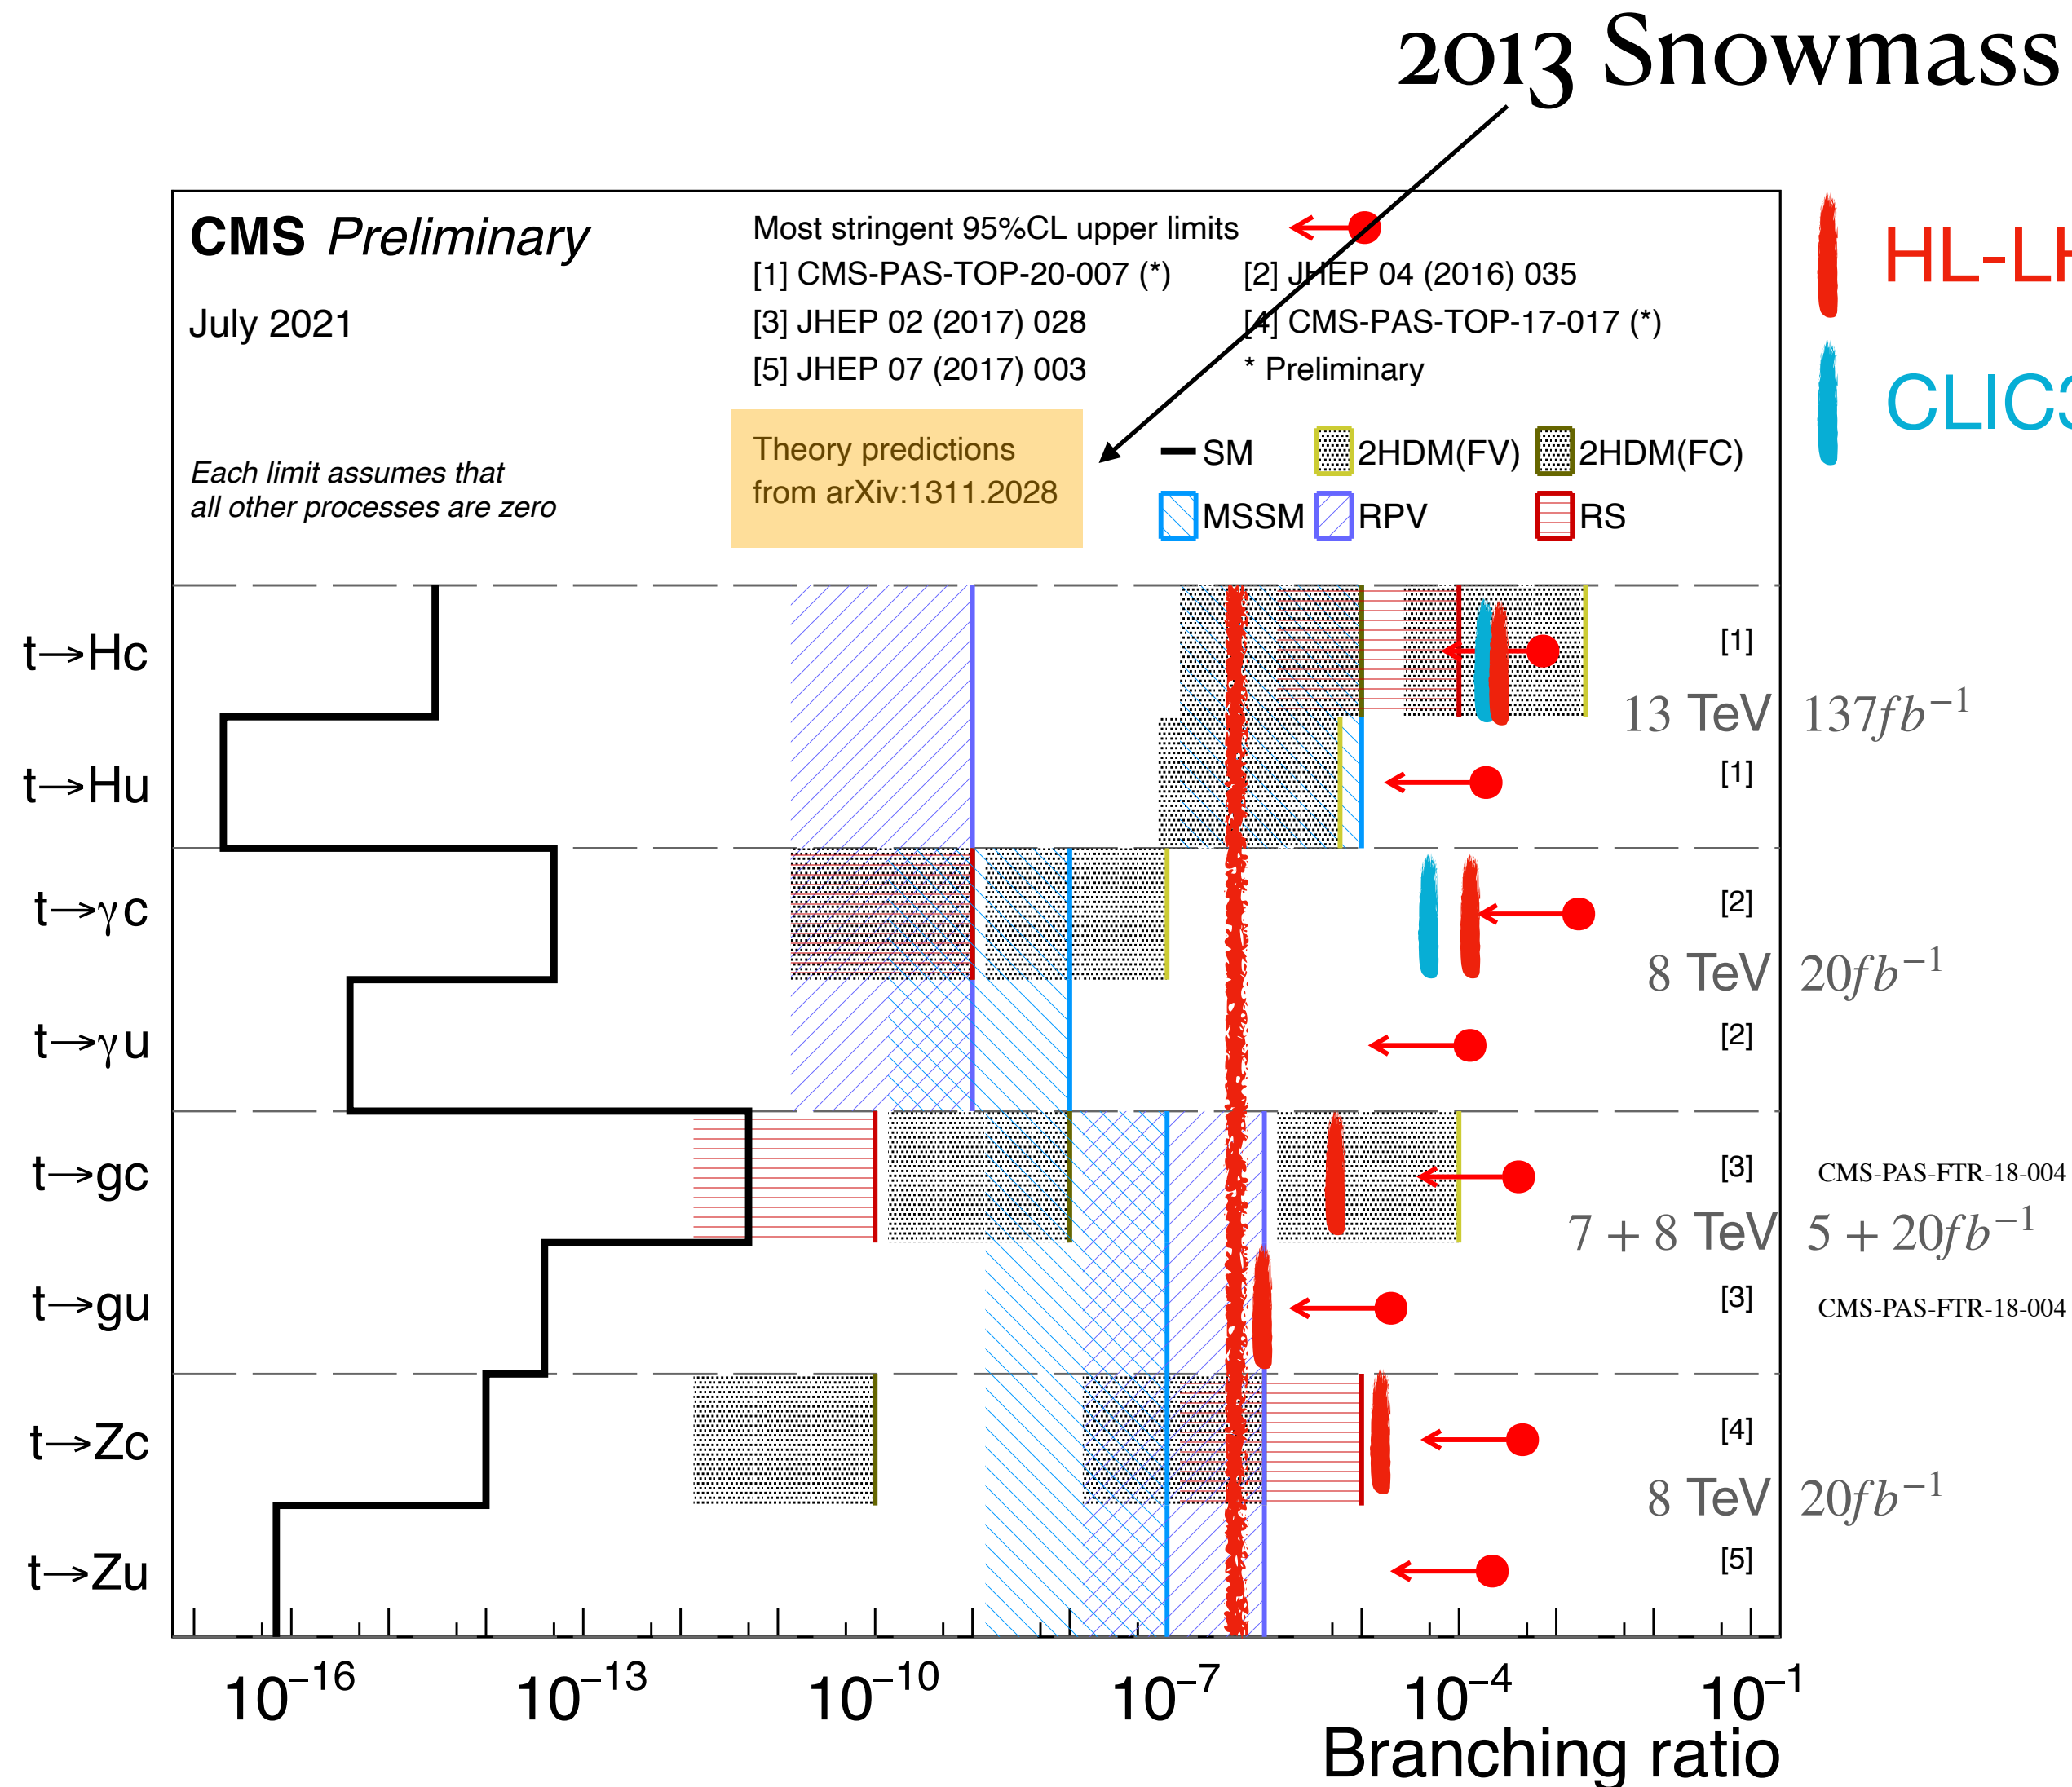 2013 Snowmass
CMS Preliminary
July 2021
Each limit assumes that
all other processes are zero
Most stringent 95%CL upper limits
[1] CMS-PAS-TOP-20-007 (*) [2] JHEP 04 (2016) 035
[3] JHEP 02 (2017) 028 [4] CMS-PAS-TOP-17-017 (*)
[5] JHEP 07 (2017) 003 * Preliminary
Theory predictions
from arXiv:1311.2028
SM 2HDM(FV) 2HDM(FC)
MSSM RPV RS
HL-LH
CLIC3
t→Hc [1]
13 TeV 137fb⁻¹
t→Hu [1]
t→γc [2]
8 TeV 20fb⁻¹
t→γu [2]
t→gc [3] CMS-PAS-FTR-18-004
7 + 8 TeV 5 + 20fb⁻¹
t→gu [3] CMS-PAS-FTR-18-004
t→Zc [4]
8 TeV 20fb⁻¹
t→Zu [5]
10⁻¹⁶ 10⁻¹³ 10⁻¹⁰ 10⁻⁷ 10⁻⁴ 10⁻¹
Branching ratio